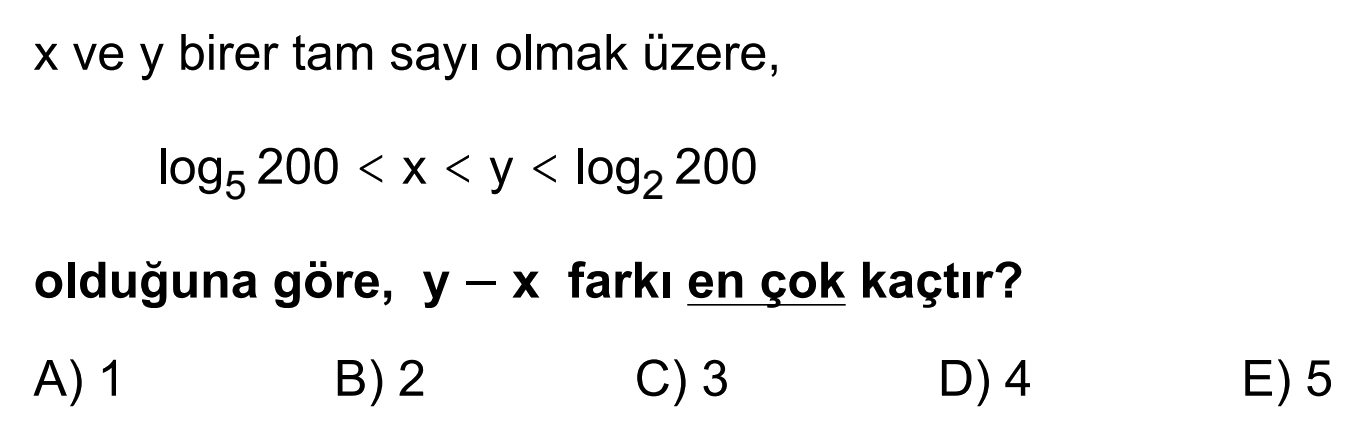 x ve y birer tam sayı olmak üzere,
log₅ 200 < x < y < log₂ 200
olduğuna göre, y – x farkı en çok kaçtır?
A) 1 B) 2 C) 3 D) 4 E) 5